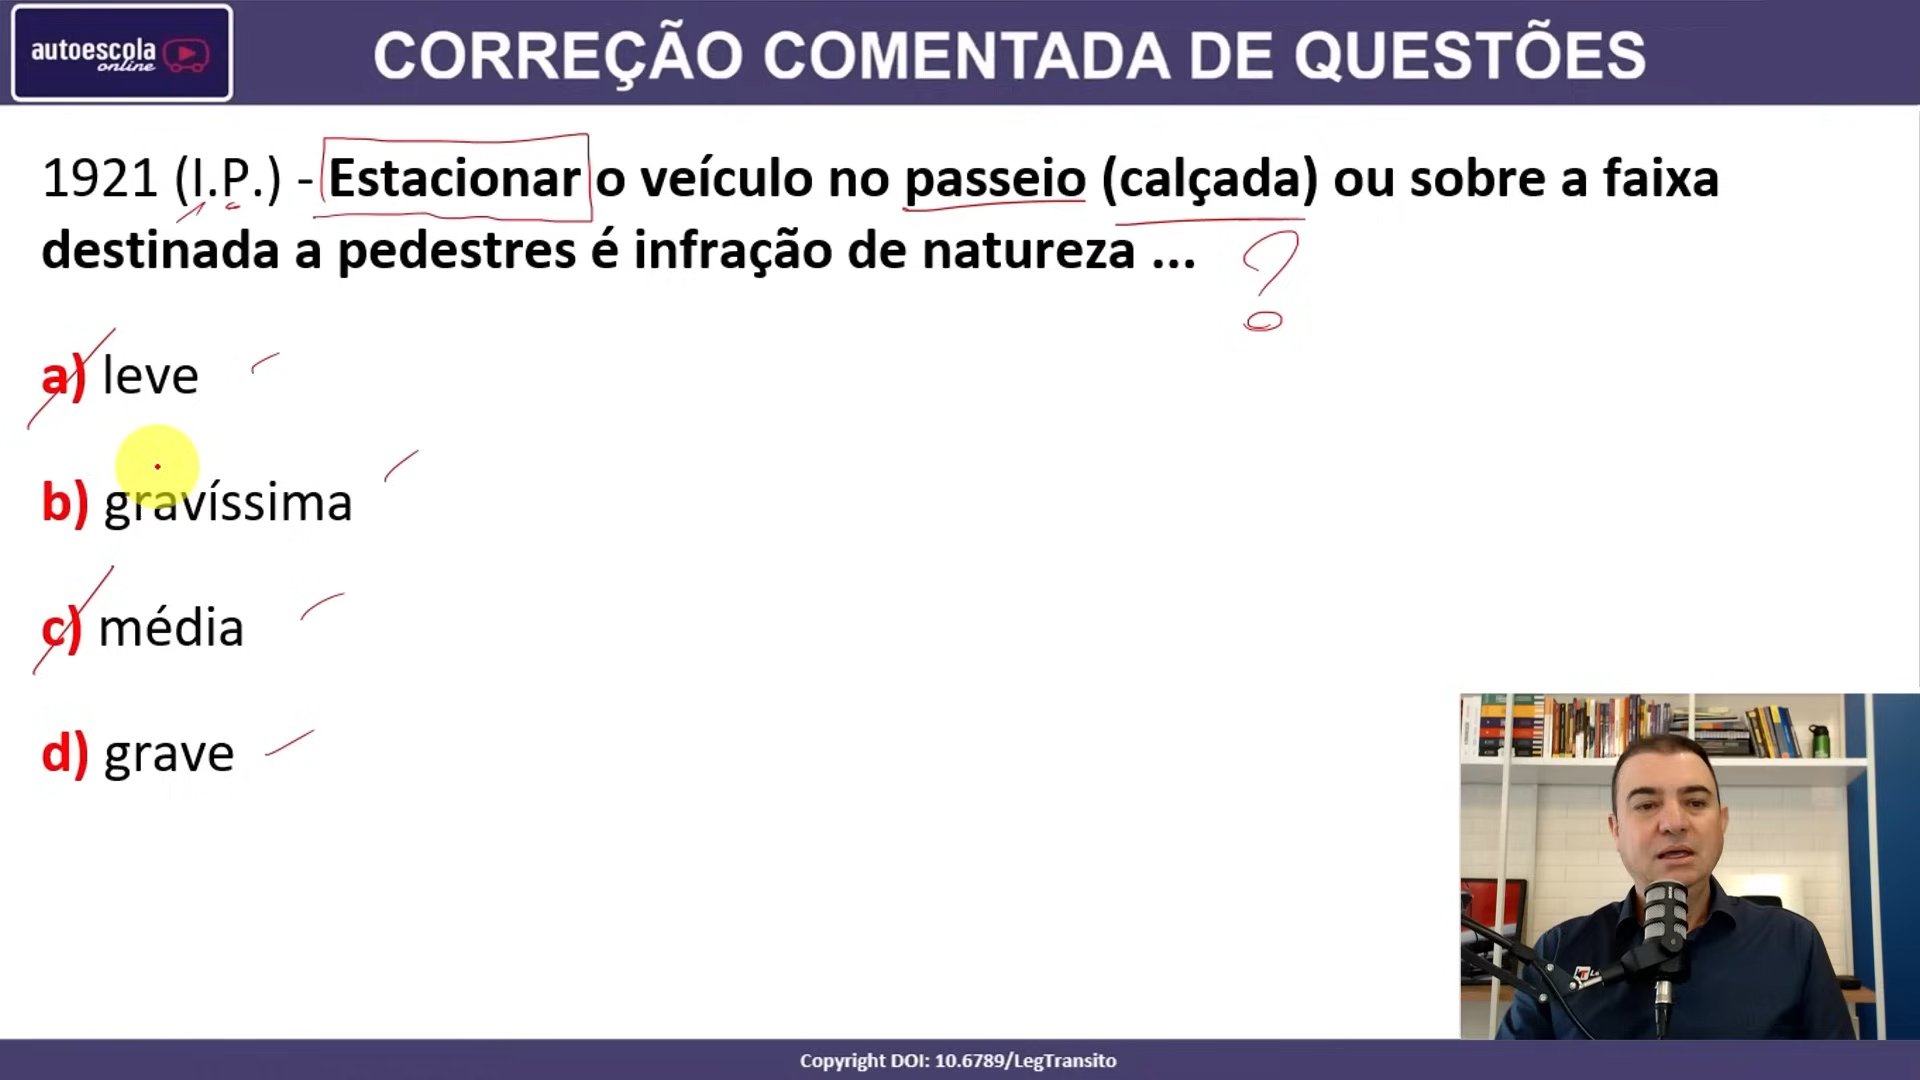 autoescola
online
CORREÇÃO COMENTADA DE QUESTÕES
1921 (I.P.) - Estacionar o veículo no passeio (calçada) ou sobre a faixa
destinada a pedestres é infração de natureza ...
?
a) leve
b) gravíssima
c) média
d) grave
Copyright DOI: 10.6789/LegTransito